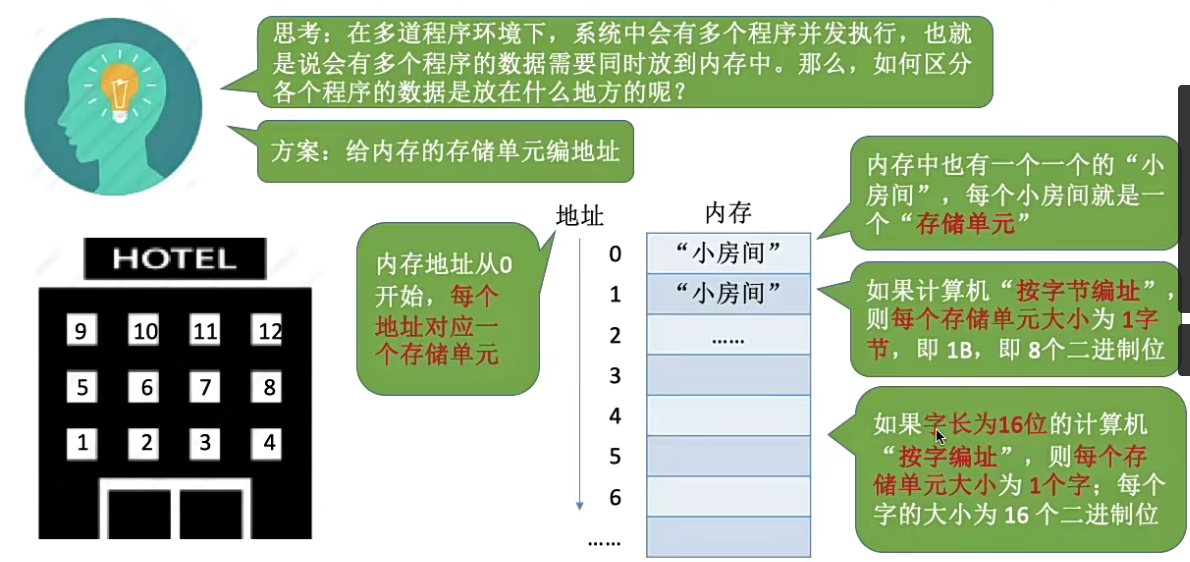 思考：在多道程序环境下，系统中会有多个程序并发执行，也就
是说会有多个程序的数据需要同时放到内存中。那么，如何区分
各个程序的数据是放在什么地方的呢？
方案：给内存的存储单元编地址
内存中也有一个一个的“小
房间”，每个小房间就是一
个“存储单元”
地址
内存
HOTEL
9 10 11 12
5 6 7 8
1 2 3 4
内存地址从0
开始，每个
地址对应一
个存储单元
0 “小房间”
1 “小房间”
2 ……
3
4
5
6
……
如果计算机“按字节编址”，
则每个存储单元大小为 1字
节，即 1B，即 8个二进制位
如果字长为16位的计算机
“按字编址”，则每个存
储单元大小为 1个字；每个
字的大小为 16 个二进制位